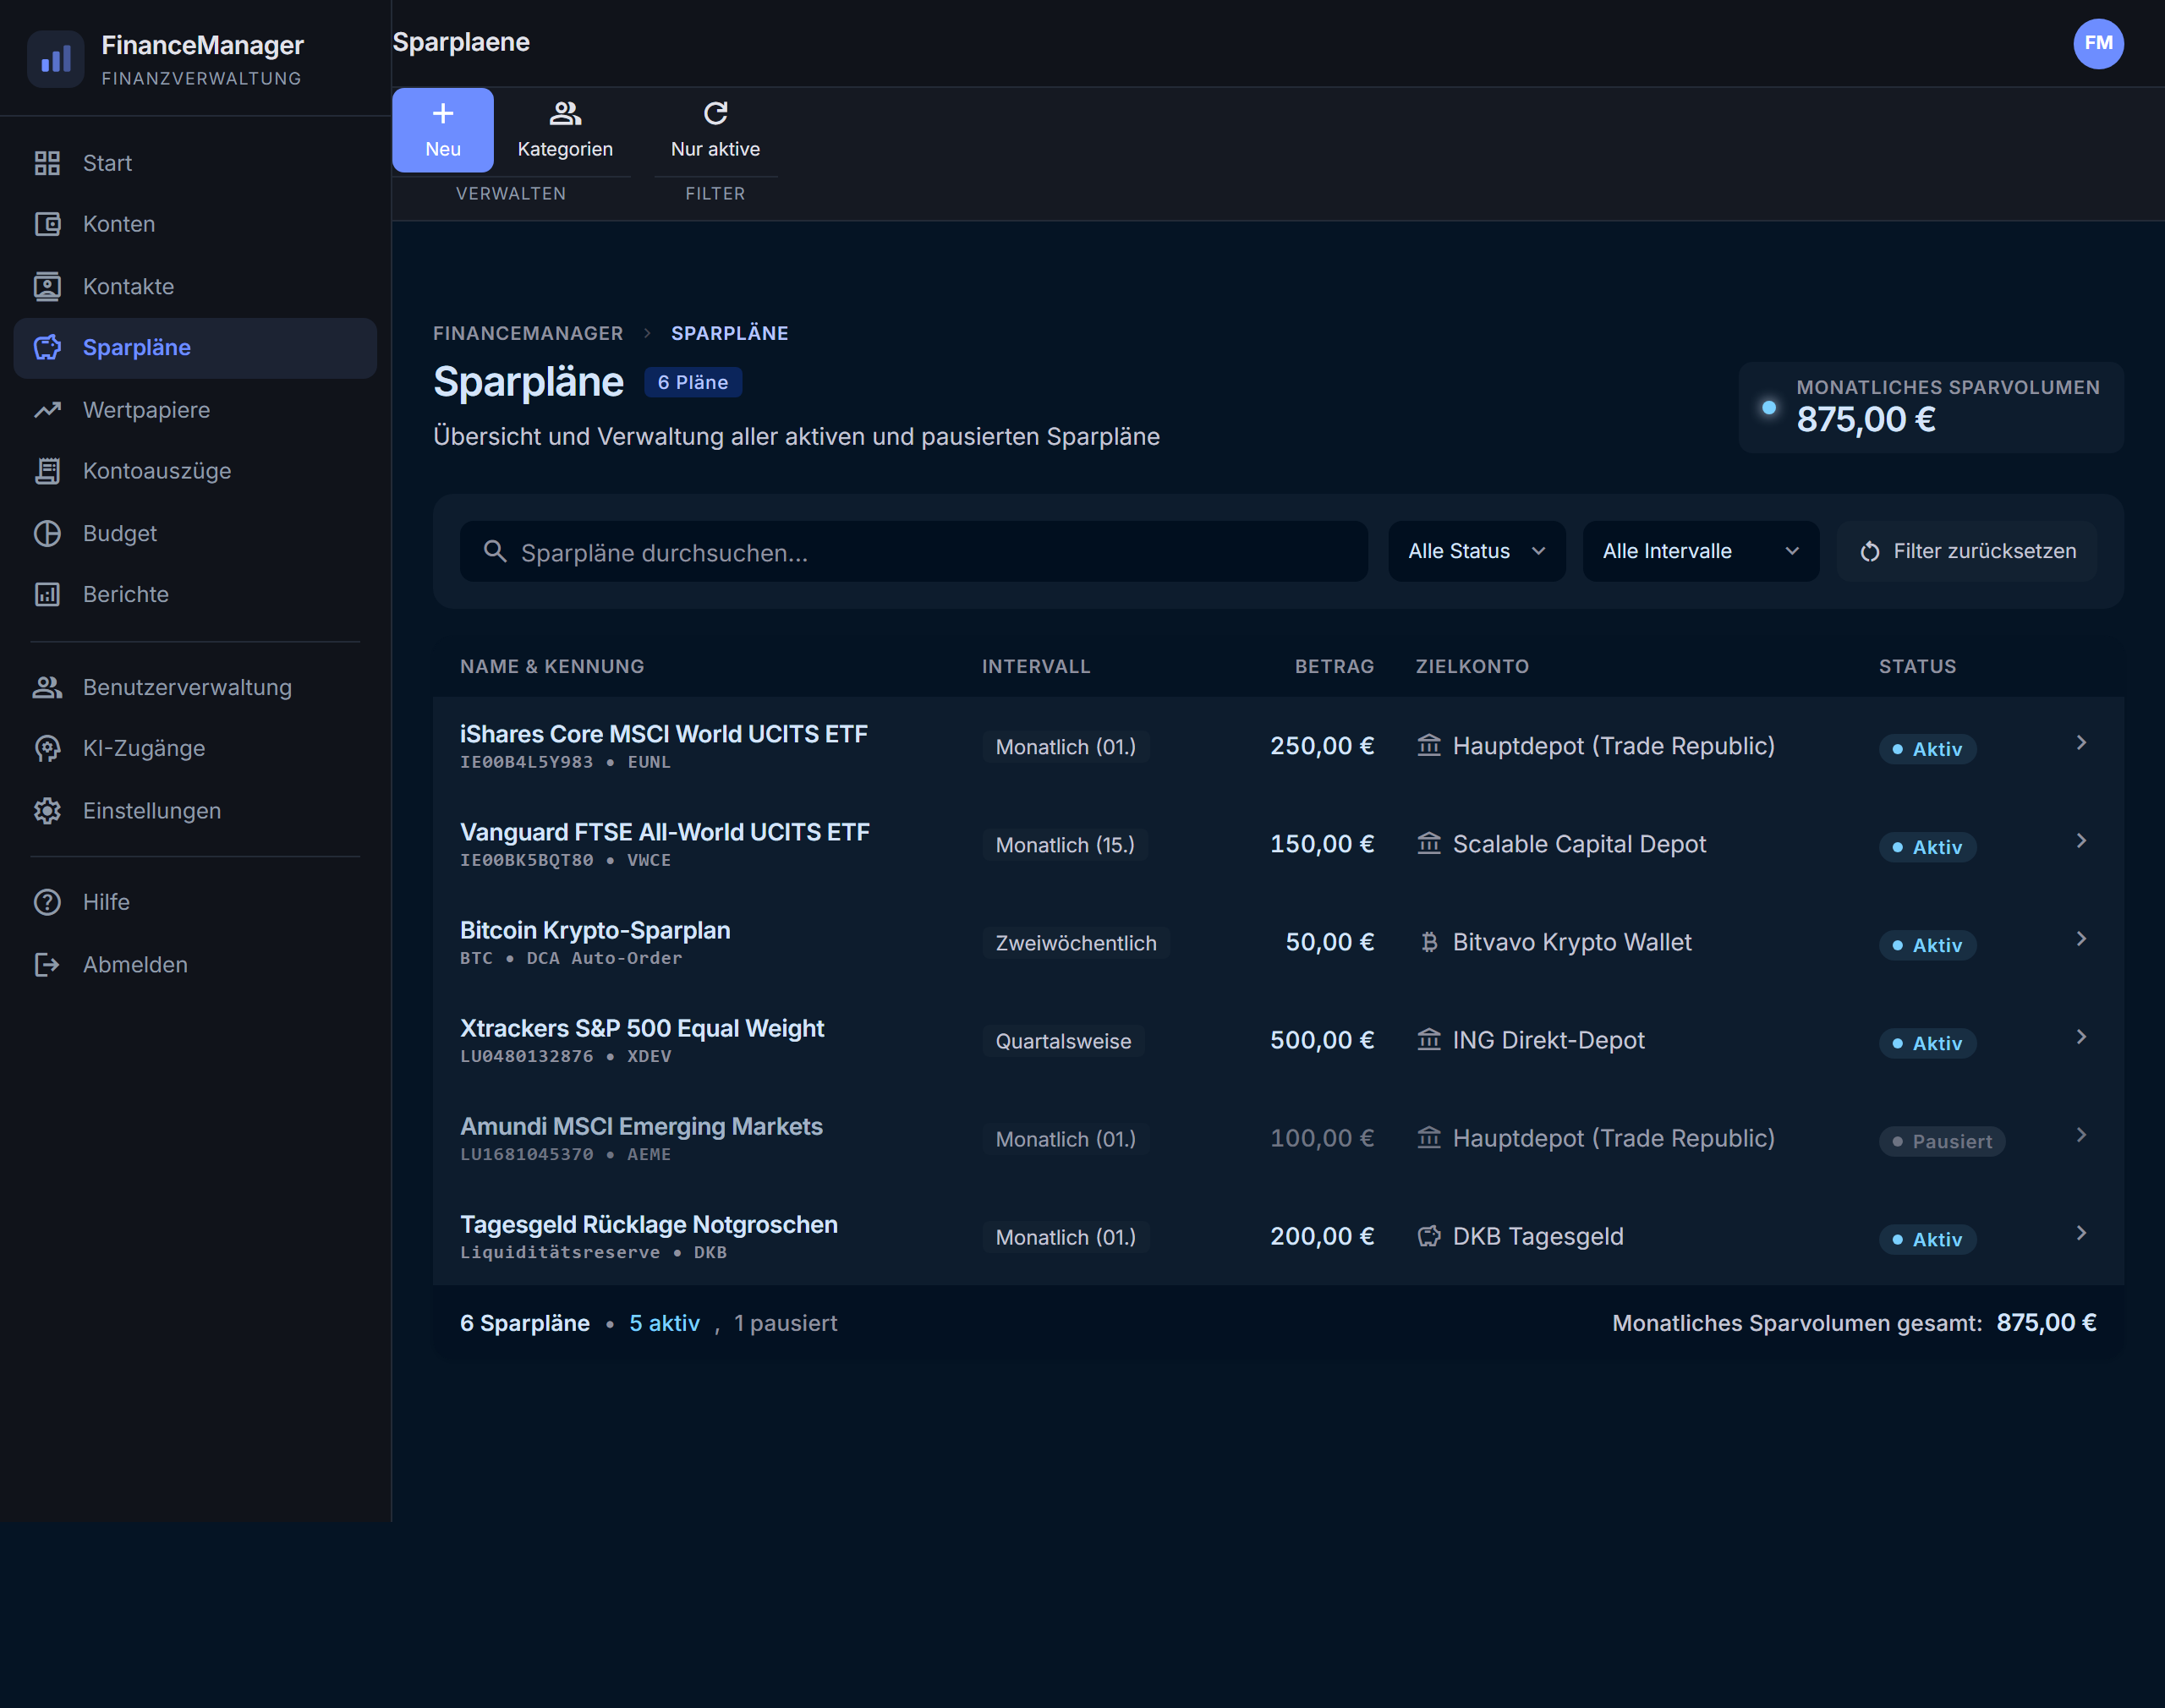 FinanceManager
FINANZVERWALTUNG
Start
Konten
Kontakte
Sparpläne
Wertpapiere
Kontoauszüge
Budget
Berichte
Benutzerverwaltung
KI-Zugänge
Einstellungen
Hilfe
Abmelden
Sparplaene
FM
Neu
Kategorien
Nur aktive
VERWALTEN
FILTER
FINANCEMANAGER
SPARPLÄNE
Sparpläne
6 Pläne
Übersicht und Verwaltung aller aktiven und pausierten Sparpläne
MONATLICHES SPARVOLUMEN
875,00 €
Sparpläne durchsuchen...
Alle Status
Alle Intervalle
Filter zurücksetzen
NAME & KENNUNG INTERVALL BETRAG ZIELKONTO STATUS
iShares Core MSCI World UCITS ETF
IE00B4L5Y983 • EUNL
Monatlich (01.)
250,00 €
Hauptdepot (Trade Republic)
Aktiv
Vanguard FTSE All-World UCITS ETF
IE00BK5BQT80 • VWCE
Monatlich (15.)
150,00 €
Scalable Capital Depot
Aktiv
Bitcoin Krypto-Sparplan
BTC • DCA Auto-Order
Zweiwöchentlich
50,00 €
Bitvavo Krypto Wallet
Aktiv
Xtrackers S&P 500 Equal Weight
LU0480132876 • XDEV
Quartalsweise
500,00 €
ING Direkt-Depot
Aktiv
Amundi MSCI Emerging Markets
LU1681045370 • AEME
Monatlich (01.)
100,00 €
Hauptdepot (Trade Republic)
Pausiert
Tagesgeld Rücklage Notgroschen
Liquiditätsreserve • DKB
Monatlich (01.)
200,00 €
DKB Tagesgeld
Aktiv
6 Sparpläne • 5 aktiv , 1 pausiert
Monatliches Sparvolumen gesamt: 875,00 €